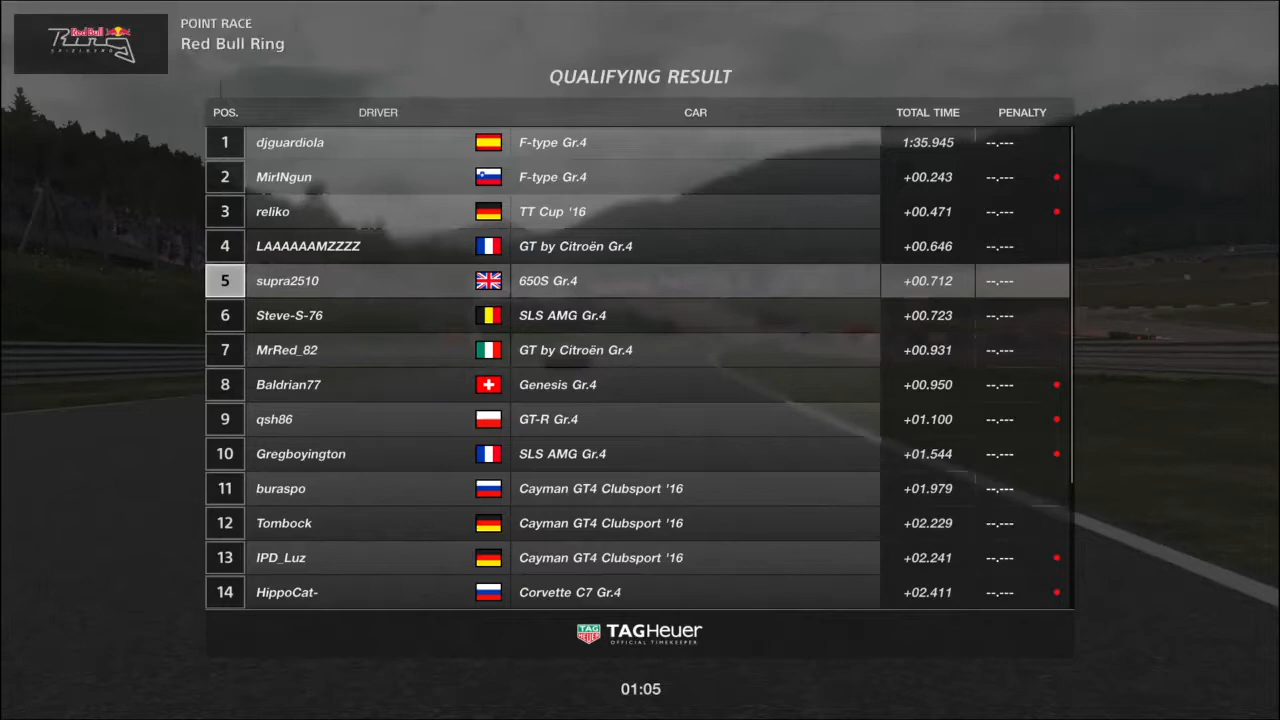 Red Bull
Ring
SPIELBERG
POINT RACE
Red Bull Ring
QUALIFYING RESULT
POS. DRIVER CAR TOTAL TIME PENALTY
1 djguardiola F-type Gr.4 1:35.945 --.---
2 MirINgun F-type Gr.4 +00.243 --.---
3 reliko TT Cup '16 +00.471 --.---
4 LAAAAAAMZZZZ GT by Citroën Gr.4 +00.646 --.---
5 supra2510 650S Gr.4 +00.712 --.---
6 Steve-S-76 SLS AMG Gr.4 +00.723 --.---
7 MrRed_82 GT by Citroën Gr.4 +00.931 --.---
8 Baldrian77 Genesis Gr.4 +00.950 --.---
9 qsh86 GT-R Gr.4 +01.100 --.---
10 Gregboyington SLS AMG Gr.4 +01.544 --.---
11 buraspo Cayman GT4 Clubsport '16 +01.979 --.---
12 Tombock Cayman GT4 Clubsport '16 +02.229 --.---
13 IPD_Luz Cayman GT4 Clubsport '16 +02.241 --.---
14 HippoCat- Corvette C7 Gr.4 +02.411 --.---
TAG HEUER TAGHeuer
OFFICIAL TIMEKEEPER
01:05